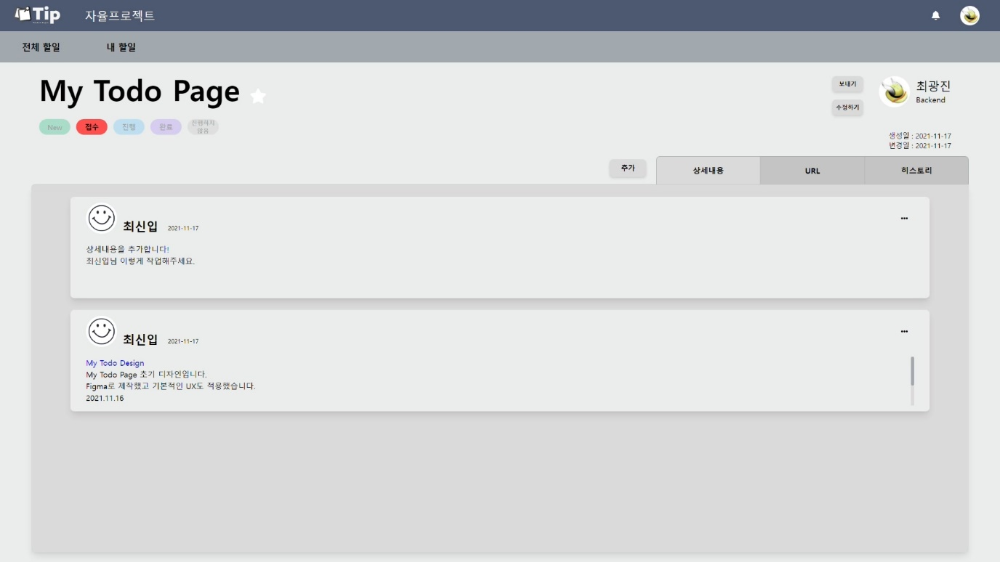 Tip
자율프로젝트
전체 할일
내 할일
My Todo Page
보내기
수정하기
최광진
Backend
New
접수
진행
완료
진행하지
않음
생성일 : 2021-11-17
변경일 : 2021-11-17
추가
상세내용
URL
히스토리
최신입 2021-11-17
상세내용을 추가합니다!
최신입님 이렇게 작업해주세요.
최신입 2021-11-17
My Todo Design
My Todo Page 초기 디자인입니다.
Figma로 제작했고 기본적인 UX도 적용했습니다.
2021.11.16